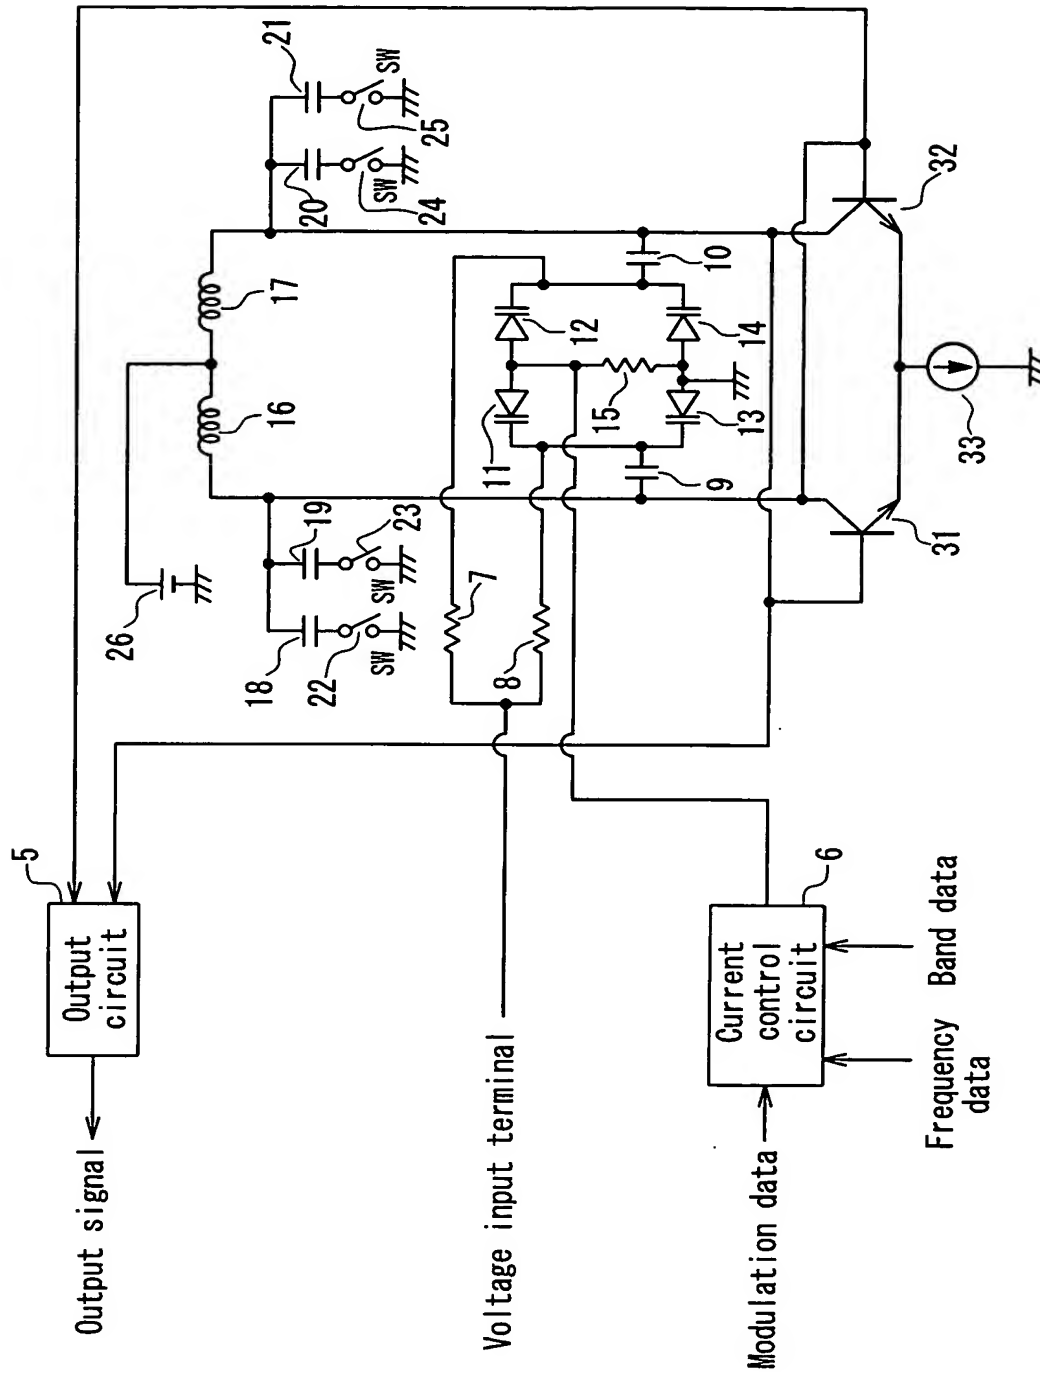 21
SW
25
20
SW
24
32
17
10
12
14
16
15
11
13
33
9
26
19
23
SW
18
22
SW
7
8
31
5
Output
circuit
6
Current
control
circuit
Band data
Frequency
data
Output signal
Voltage input terminal
Modulation data